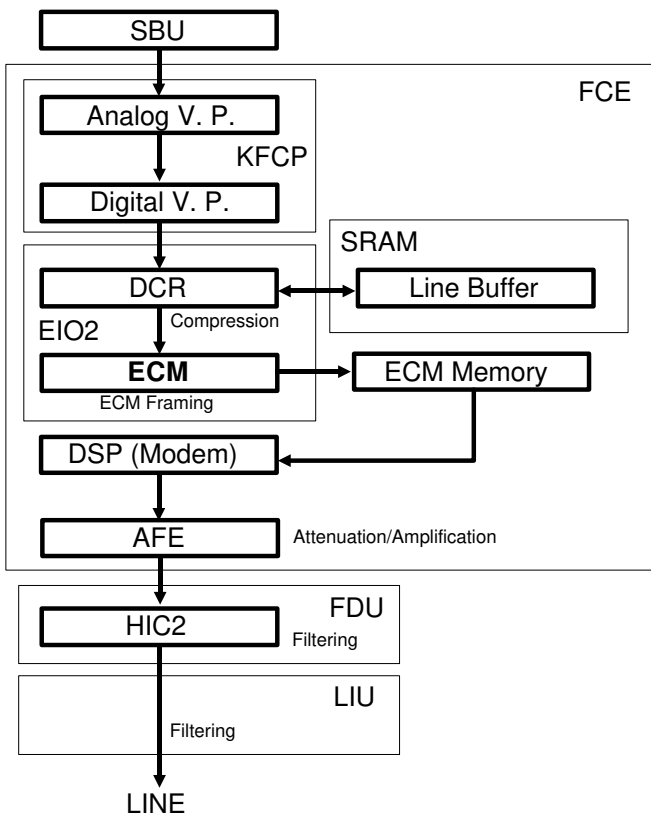 SBU
FCE
Analog V. P.
KFCP
Digital V. P.
SRAM
DCR
Line Buffer
Compression
EIO2
ECM
ECM Memory
ECM Framing
DSP (Modem)
AFE
Attenuation/Amplification
FDU
HIC2
Filtering
LIU
Filtering
LINE